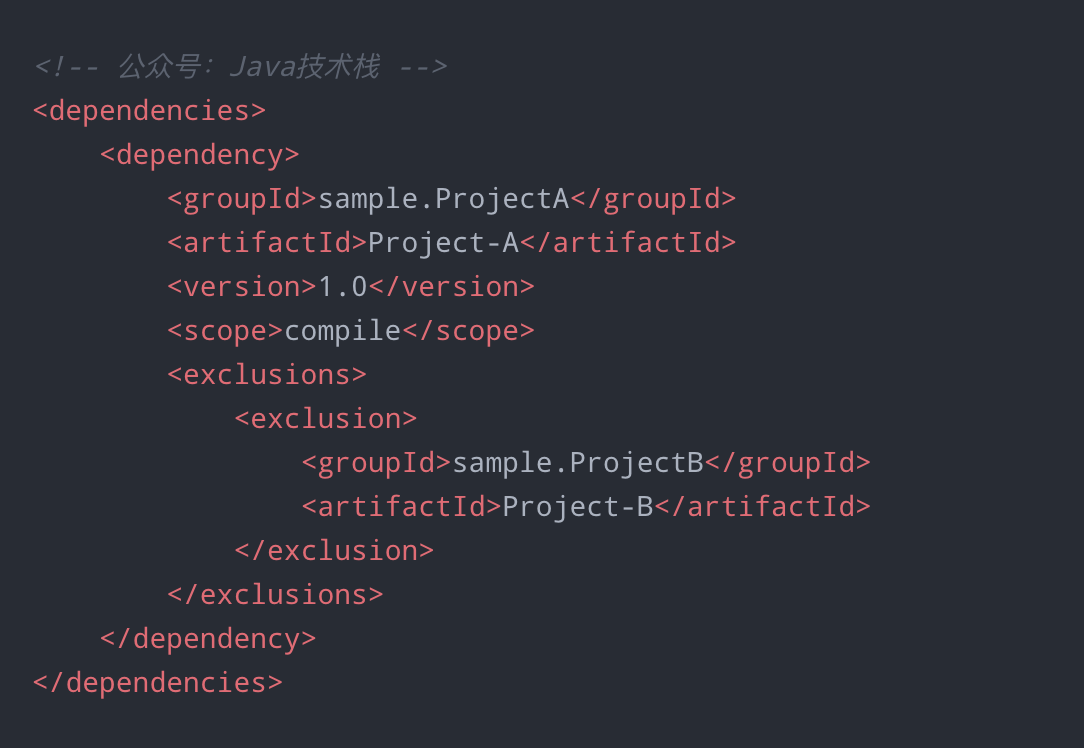 <!-- 公众号：Java技术栈 -->
<dependencies>
    <dependency>
        <groupId>sample.ProjectA</groupId>
        <artifactId>Project-A</artifactId>
        <version>1.0</version>
        <scope>compile</scope>
        <exclusions>
            <exclusion>
                <groupId>sample.ProjectB</groupId>
                <artifactId>Project-B</artifactId>
            </exclusion>
        </exclusions>
    </dependency>
</dependencies>